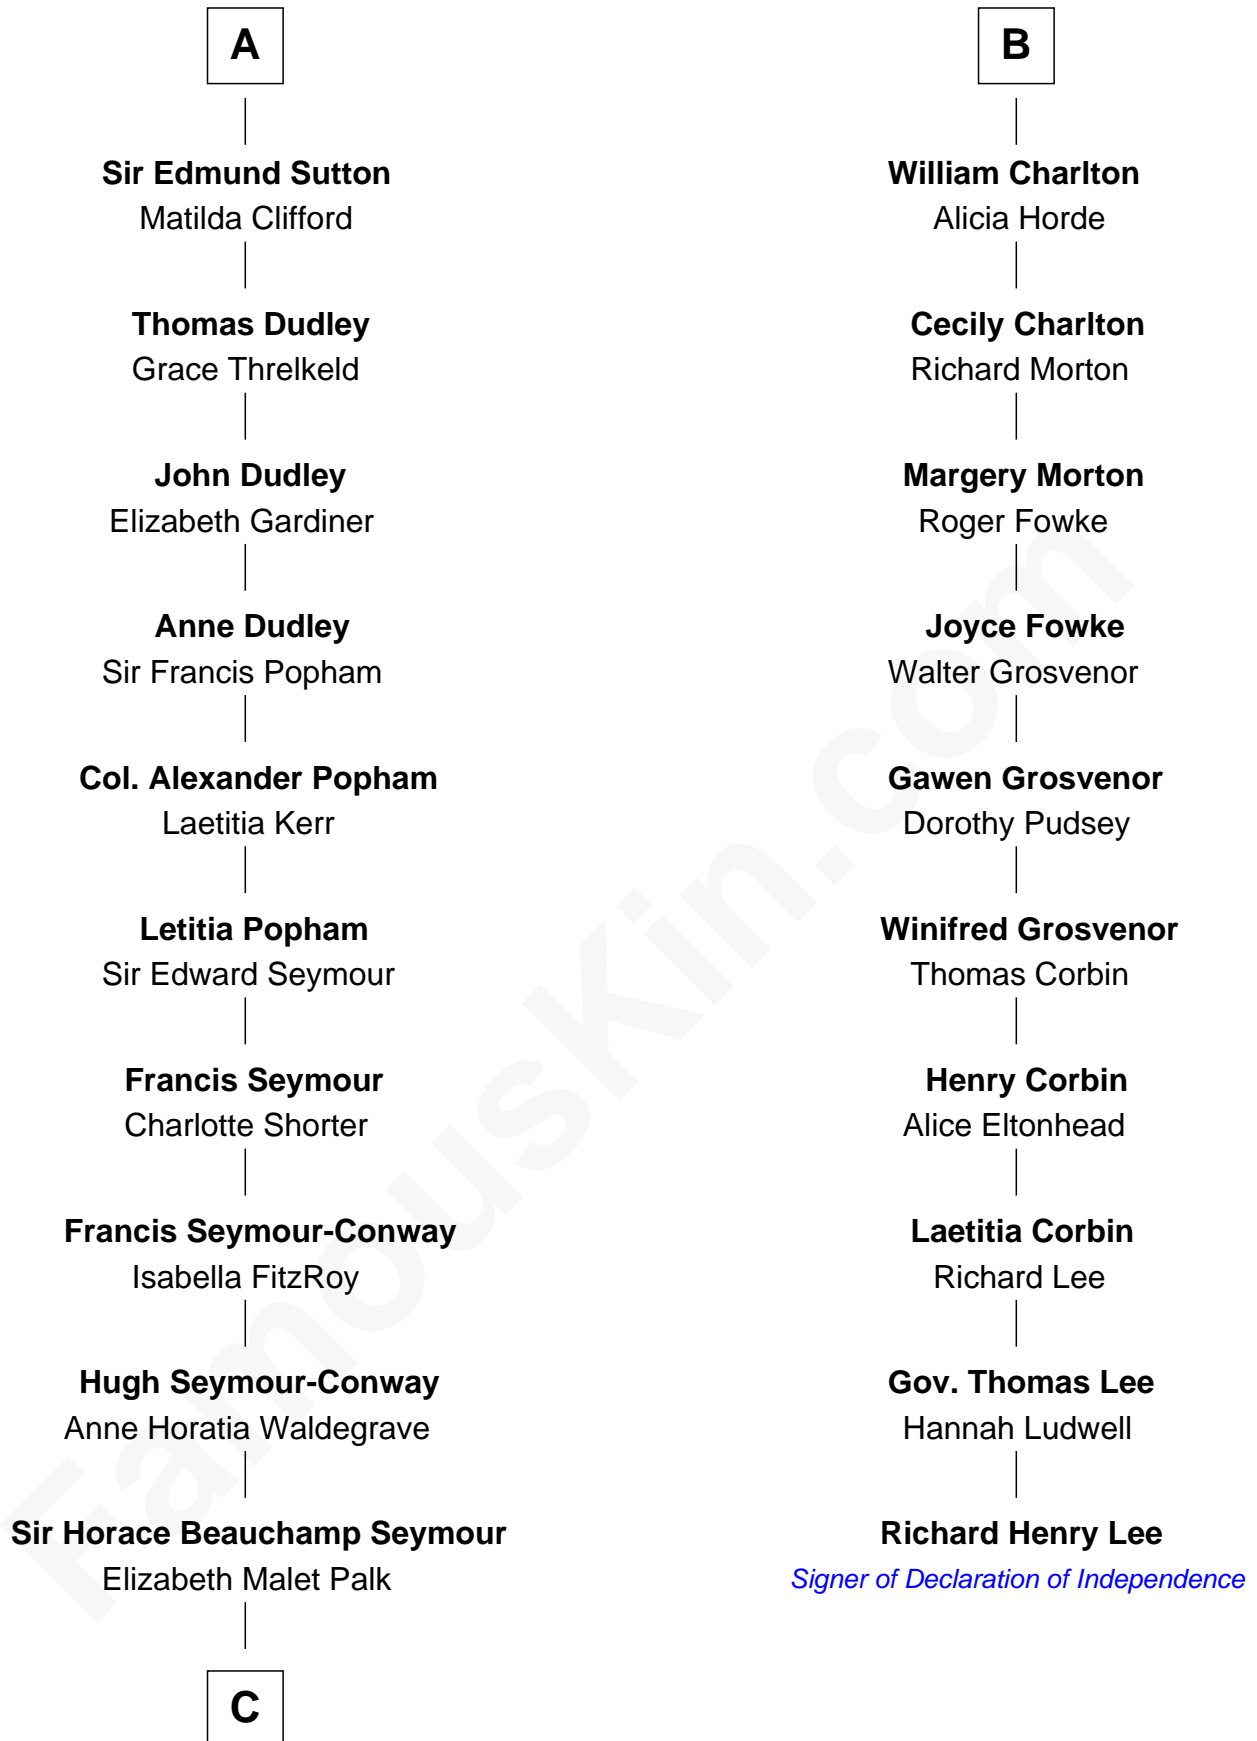 A
Sir Edmund Sutton
Matilda Clifford
Thomas Dudley
Grace Threlkeld
John Dudley
Elizabeth Gardiner
Anne Dudley
Sir Francis Popham
Col. Alexander Popham
Laetitia Kerr
Letitia Popham
Sir Edward Seymour
Francis Seymour
Charlotte Shorter
Francis Seymour-Conway
Isabella FitzRoy
Hugh Seymour-Conway
Anne Horatia Waldegrave
Sir Horace Beauchamp Seymour
Elizabeth Malet Palk
C
B
William Charlton
Alicia Horde
Cecily Charlton
Richard Morton
Margery Morton
Roger Fowke
Joyce Fowke
Walter Grosvenor
Gawen Grosvenor
Dorothy Pudsey
Winifred Grosvenor
Thomas Corbin
Henry Corbin
Alice Eltonhead
Laetitia Corbin
Richard Lee
Gov. Thomas Lee
Hannah Ludwell
Richard Henry Lee
Signer of Declaration of Independence
FamousKin.com